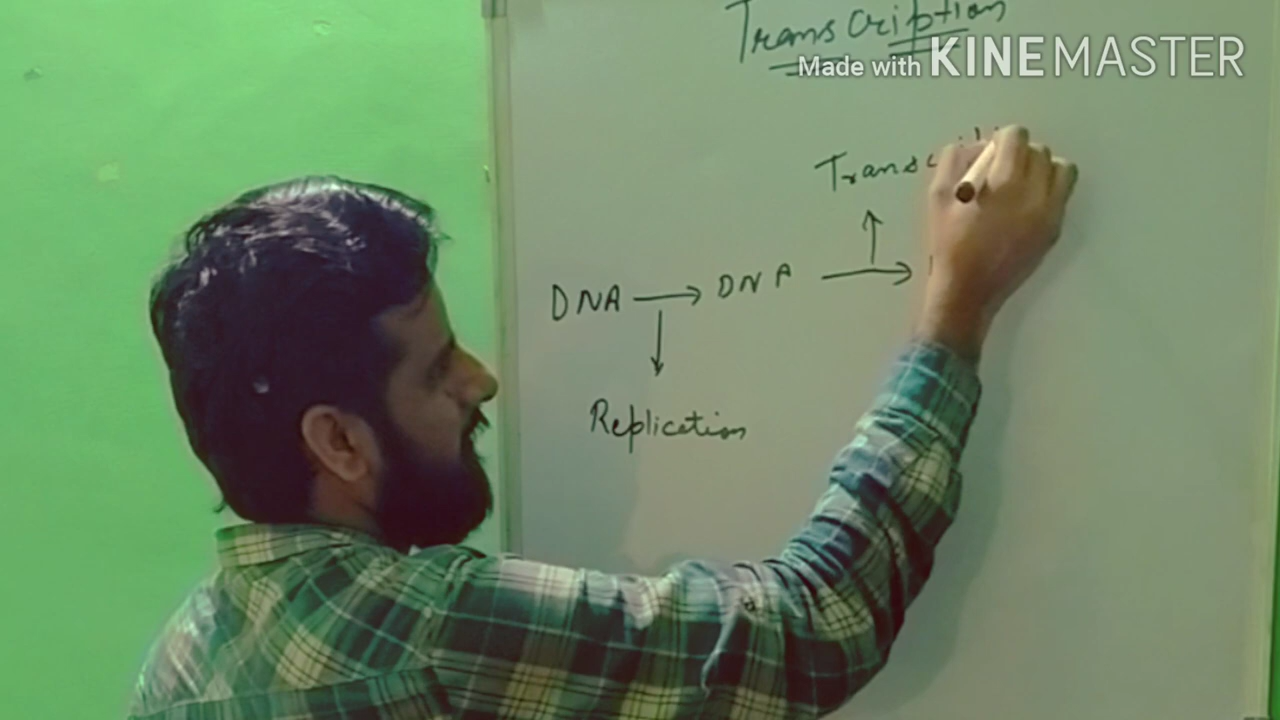 Transcription
Made with KINEMASTER
DNA → DNA →
Replication